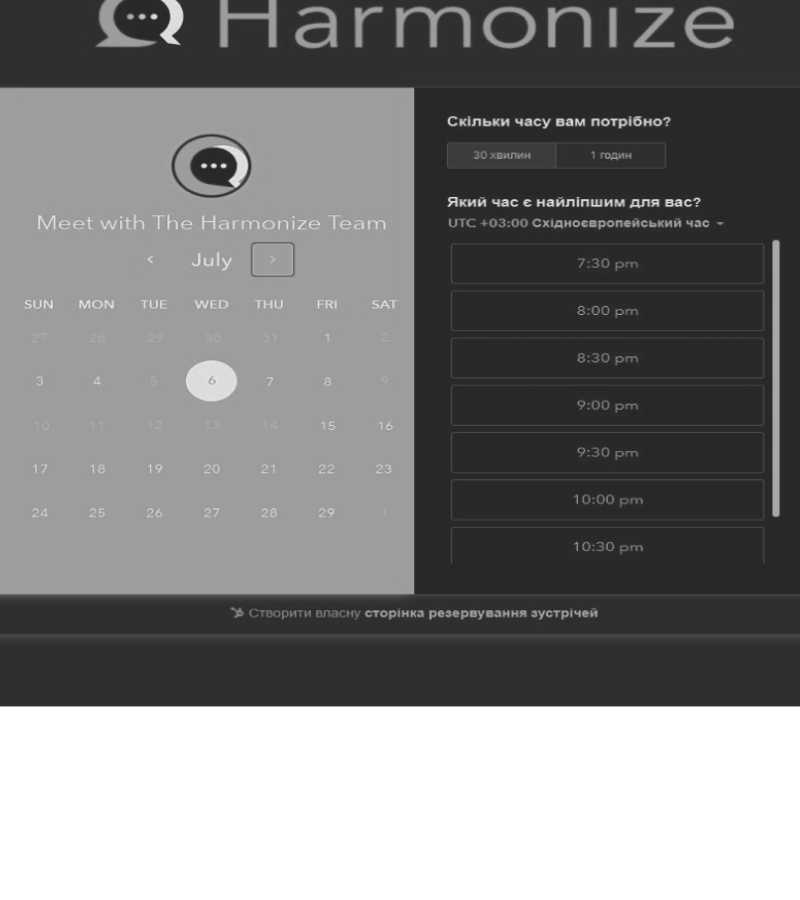 Harmonize
Meet with The Harmonize Team
< July >
SUN MON TUE WED THU FRI SAT
27 28 29 30 31 1 2
3 4 5 6 7 8 9
10 11 12 13 14 15 16
17 18 19 20 21 22 23
24 25 26 27 28 29 1
Скільки часу вам потрібно?
30 хвилин 1 годин
Який час є найліпшим для вас?
UTC +03:00 Східноєвропейський час
7:30 pm
8:00 pm
8:30 pm
9:00 pm
9:30 pm
10:00 pm
10:30 pm
Створити власну сторінка резервування зустрічей